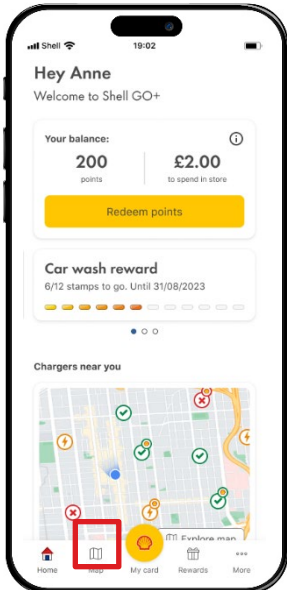 Shell 19:02
Hey Anne
Welcome to Shell GO+
Your balance:
200 £2.00
points to spend in store
Redeem points
Car wash reward
6/12 stamps to go. Until 31/08/2023
Chargers near you
Explore map
Home Map My card Rewards More